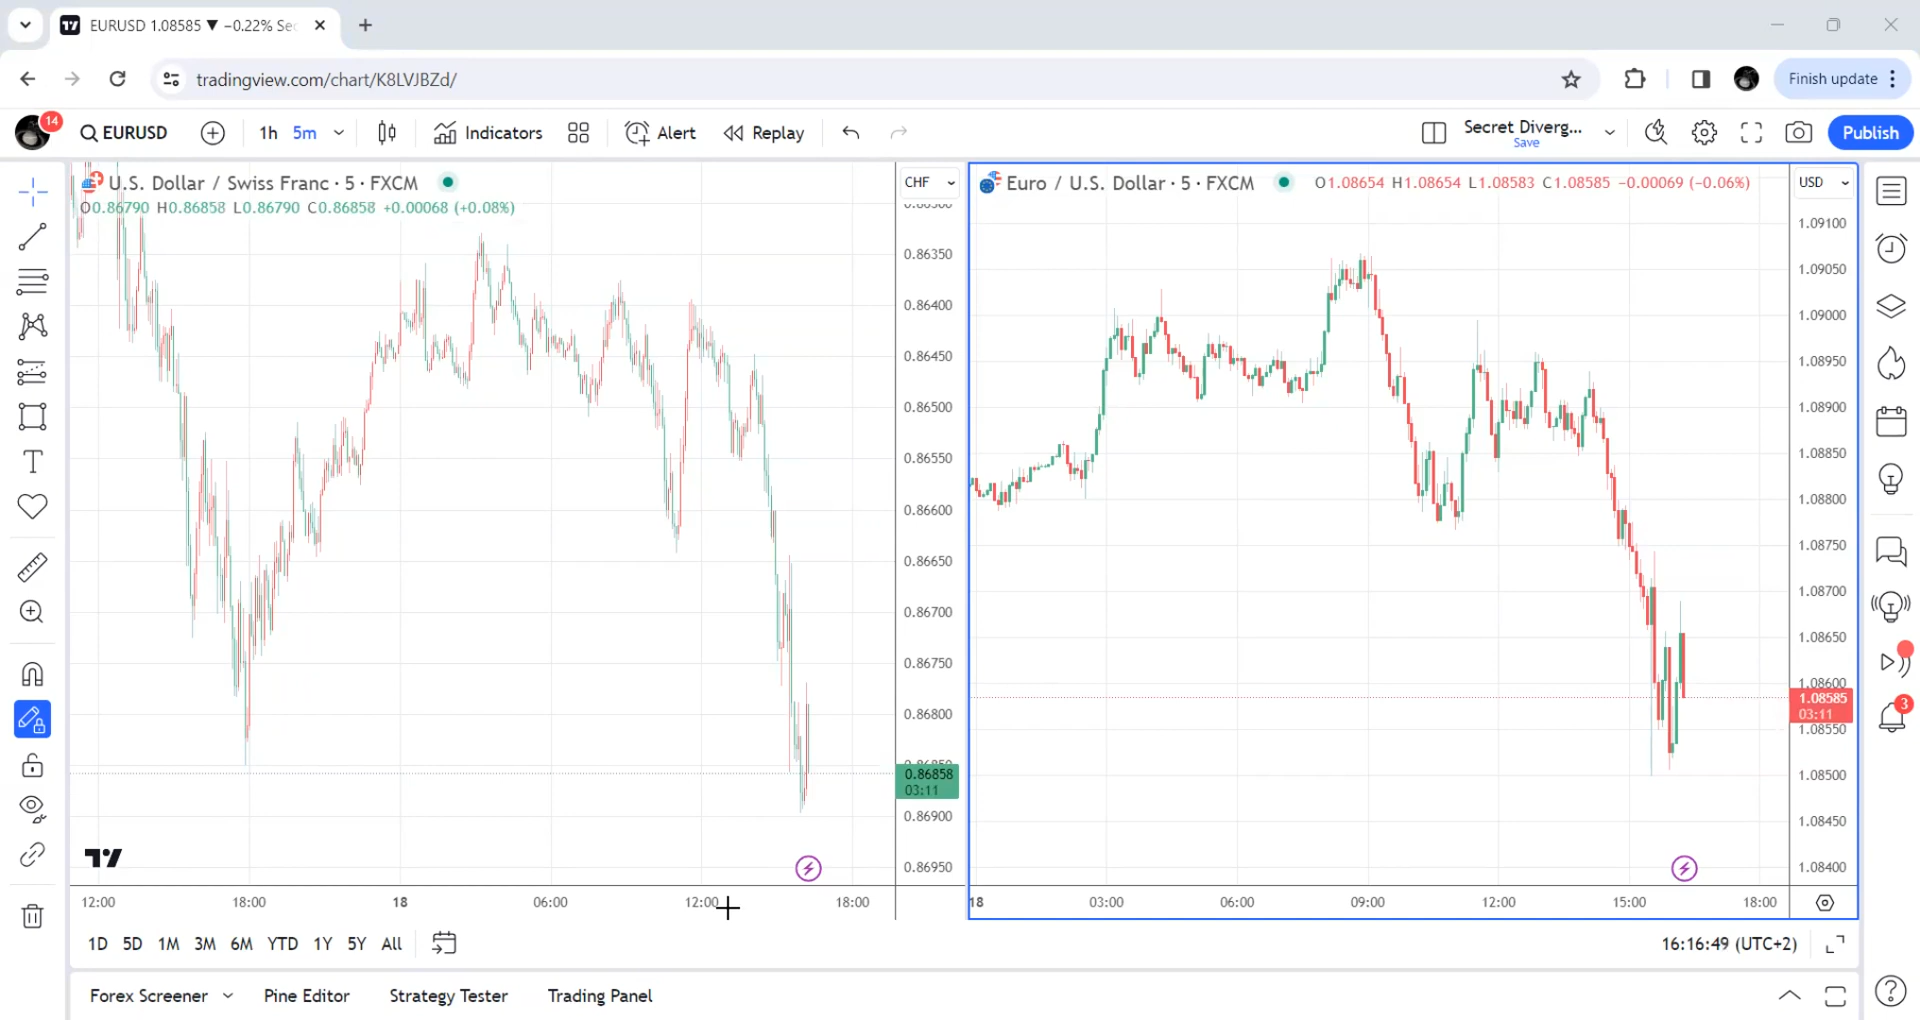 EURUSD 1.08585 ▼ −0.22% Sec
tradingview.com/chart/K8LVJBZd/
Finish update
14
EURUSD
1h 5m
Indicators
Alert
Replay
Secret Diverg...
Save
Publish
U.S. Dollar / Swiss Franc · 5 · FXCM
O0.86790 H0.86858 L0.86790 C0.86858 +0.00068 (+0.08%)
CHF
0.86350
0.86400
0.86450
0.86500
0.86550
0.86600
0.86650
0.86700
0.86750
0.86800
0.86850
0.86858
03:11
0.86900
0.86950
12:00 18:00 18 06:00 12:00 18:00
Euro / U.S. Dollar · 5 · FXCM
O1.08654 H1.08654 L1.08583 C1.08585 −0.00069 (−0.06%)
USD
1.09100
1.09050
1.09000
1.08950
1.08900
1.08850
1.08800
1.08750
1.08700
1.08650
1.08600
1.08585
03:11
1.08550
1.08500
1.08450
1.08400
18 03:00 06:00 09:00 12:00 15:00 18:00
3
1D 5D 1M 3M 6M YTD 1Y 5Y All
16:16:49 (UTC+2)
Forex Screener
Pine Editor
Strategy Tester
Trading Panel